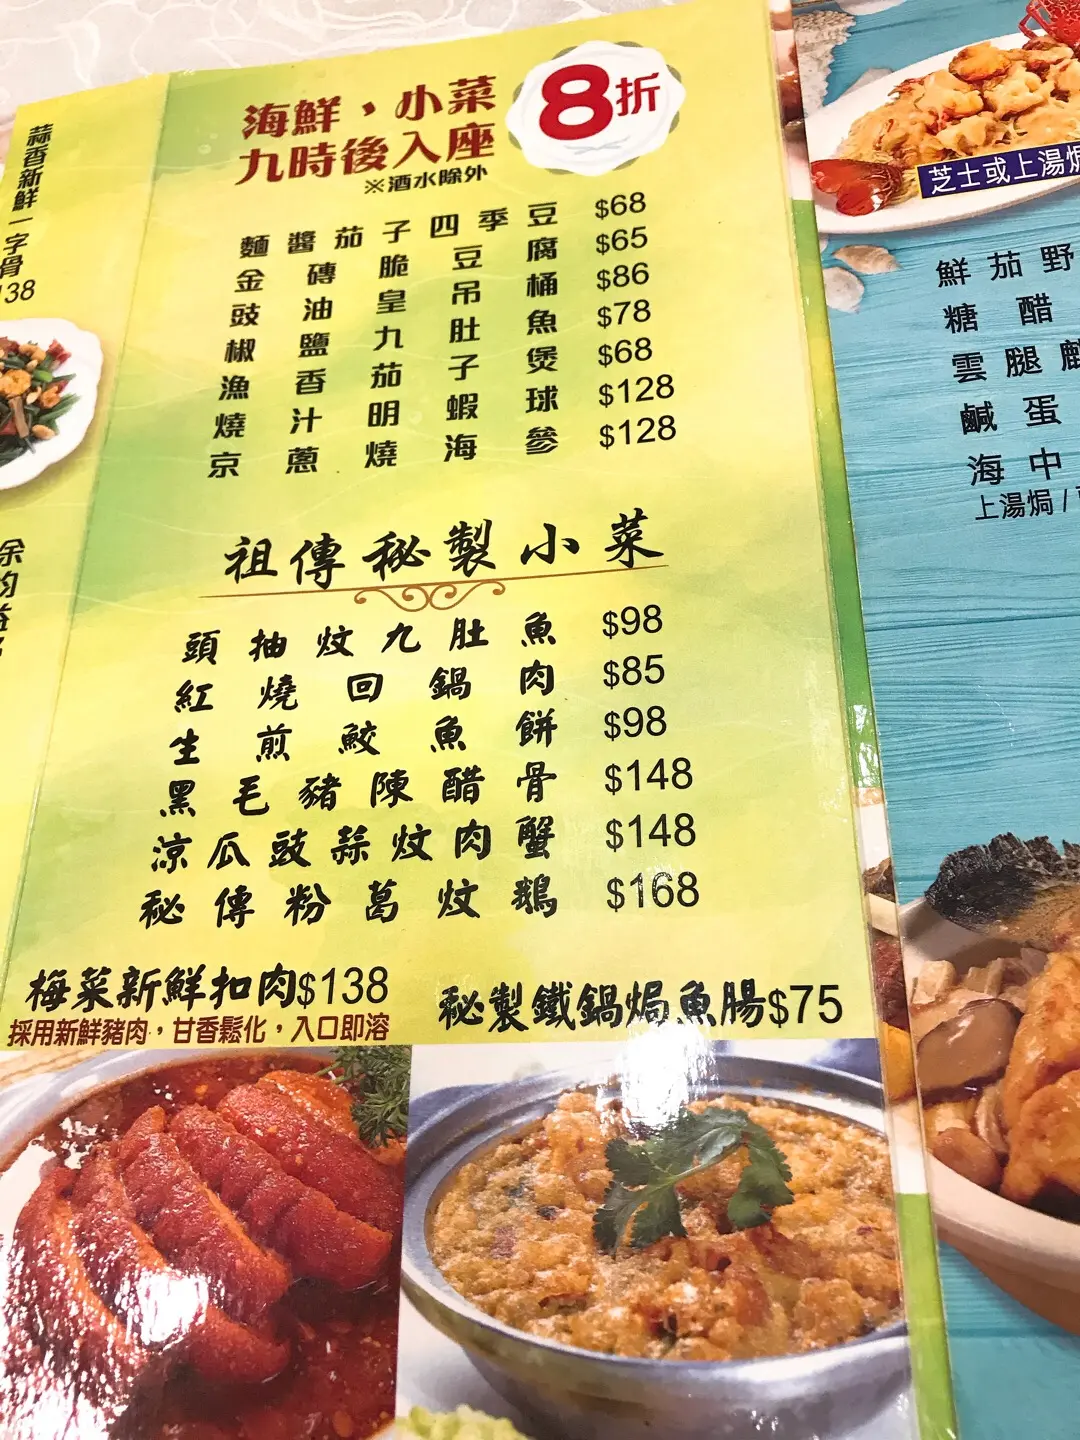 蒜香新鮮一字骨
138
海鮮，小菜
九時後入座
8折
※酒水除外
麵醬茄子四季豆 $68
金磚脆豆腐 $65
豉油皇吊桶 $86
椒鹽九肚魚 $78
漁香茄子煲 $68
燒汁明蝦球 $128
京蔥燒海參 $128
祖傳秘製小菜
頭抽炆九肚魚 $98
紅燒回鍋肉 $85
生煎鮫魚餅 $98
黑毛豬陳醋骨 $148
涼瓜豉蒜炆肉蟹 $148
秘傳粉葛炆鵝 $168
梅菜新鮮扣肉$138
採用新鮮豬肉，甘香鬆化，入口即溶
秘製鐵鍋焗魚腸$75
芝士或上湯焗
鮮茄野
糖醋
雲腿
鹹蛋
海中
上湯焗/